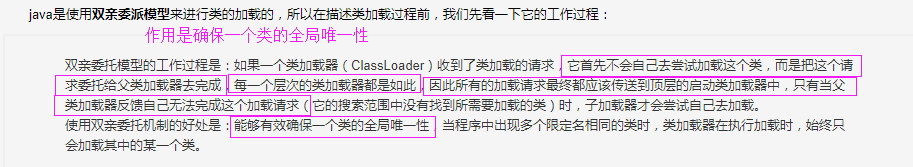 java是使用双亲委派模型来进行类的加载的，所以在描述类加载过程前，我们先看一下它的工作过程：
作用是确保一个类的全局唯一性
双亲委托模型的工作过程是：如果一个类加载器（ClassLoader）收到了类加载的请求，它首先不会自己去尝试加载这个类，而是把这个请
求委托给父类加载器去完成，每一个层次的类加载器都是如此，因此所有的加载请求最终都应该传送到顶层的启动类加载器中，只有当父
类加载器反馈自己无法完成这个加载请求（它的搜索范围中没有找到所需要加载的类）时，子加载器才会尝试自己去加载。
使用双亲委托机制的好处是：能够有效确保一个类的全局唯一性，当程序中出现多个限定名相同的类时，类加载器在执行加载时，始终只
会加载其中的某一个类。